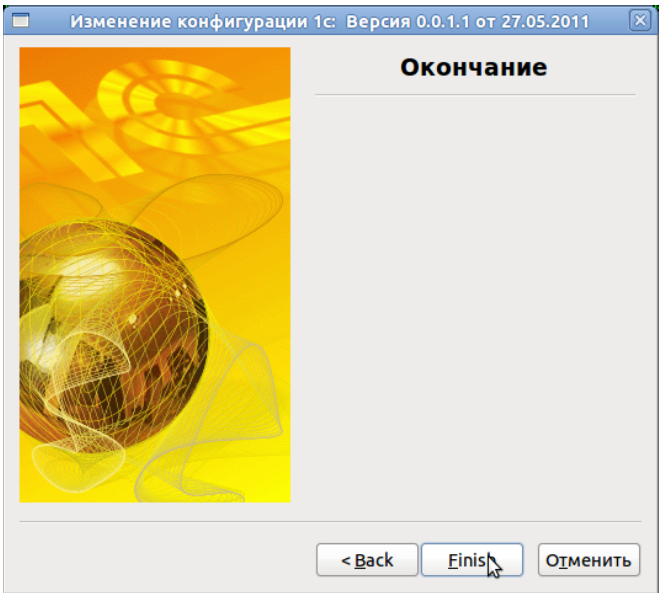 Изменение конфигурации 1с: Версия 0.0.1.1 от 27.05.2011
Окончание
< Back
Finish
Отменить